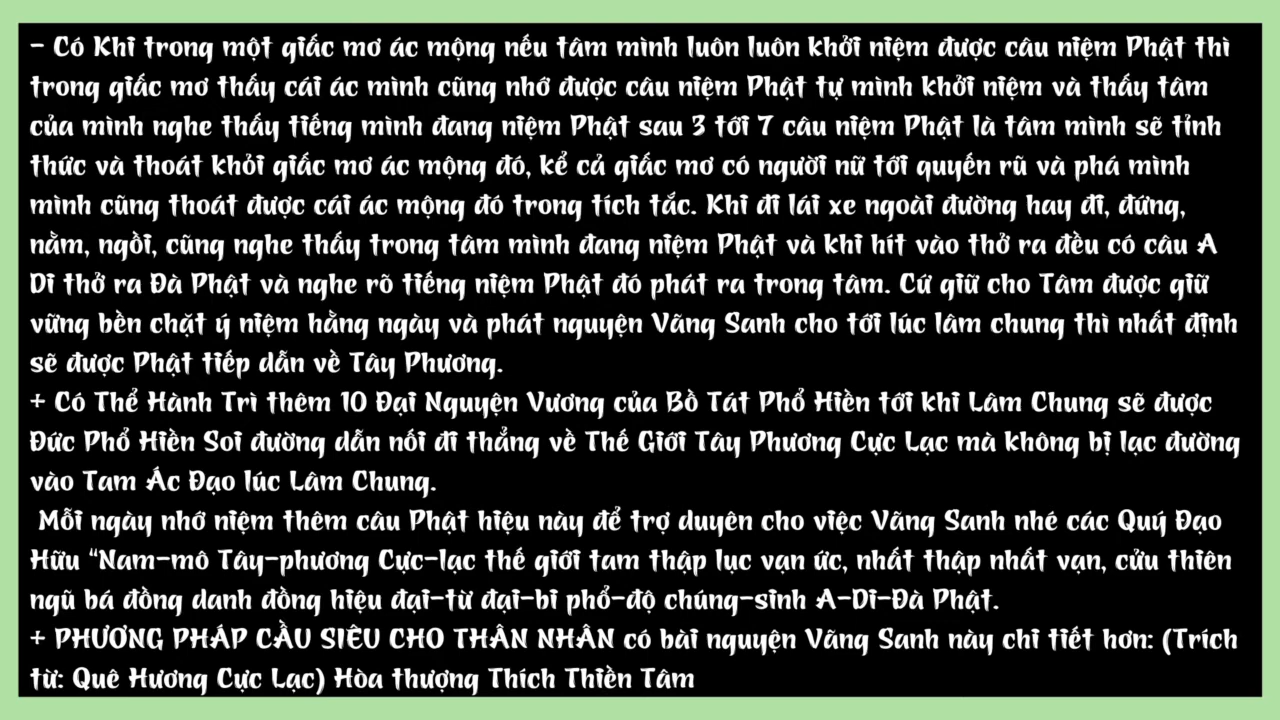 - Có Khi trong một giấc mơ ác mộng nếu tâm mình luôn luôn khởi niệm được câu niệm Phật thì
trong giấc mơ thấy cái ác mình cũng nhớ được câu niệm Phật tự mình khởi niệm và thấy tâm
của mình nghe thấy tiếng mình đang niệm Phật sau 3 tới 7 câu niệm Phật là tâm mình sẽ tỉnh
thức và thoát khỏi giấc mơ ác mộng đó, kể cả giấc mơ có người nữ tới quyến rũ và phá mình
mình cũng thoát được cái ác mộng đó trong tích tắc. Khi đi lái xe ngoài đường hay đi, đứng,
nằm, ngồi, cũng nghe thấy trong tâm mình đang niệm Phật và khi hít vào thở ra đều có câu A
Di thở ra Đà Phật và nghe rõ tiếng niệm Phật đó phát ra trong tâm. Cứ giữ cho Tâm được giữ
vững bền chặt ý niệm hằng ngày và phát nguyện Vãng Sanh cho tới lúc lâm chung thì nhất định
sẽ được Phật tiếp dẫn về Tây Phương.
+ Có Thể Hành Trì thêm 10 Đại Nguyện Vương của Bồ Tát Phổ Hiền tới khi Lâm Chung sẽ được
Đức Phổ Hiền Soi đường dẫn nối đi thẳng về Thế Giới Tây Phương Cực Lạc mà không bị lạc đường
vào Tam Ác Đạo lúc Lâm Chung.
Mỗi ngày nhớ niệm thêm câu Phật hiệu này để trợ duyên cho việc Vãng Sanh nhé các Quý Đạo
Hữu “Nam-mô Tây-phương Cực-lạc thế giới tam thập lục vạn ức, nhất thập nhất vạn, cửu thiên
ngũ bá đồng danh đồng hiệu đại-từ đại-bi phổ-độ chúng-sinh A-Di-Đà Phật.
+ PHƯƠNG PHÁP CẦU SIÊU CHO THÂN NHÂN có bài nguyện Vãng Sanh này chi tiết hơn: (Trích
từ: Quê Hương Cực Lạc) Hòa thượng Thích Thiền Tâm